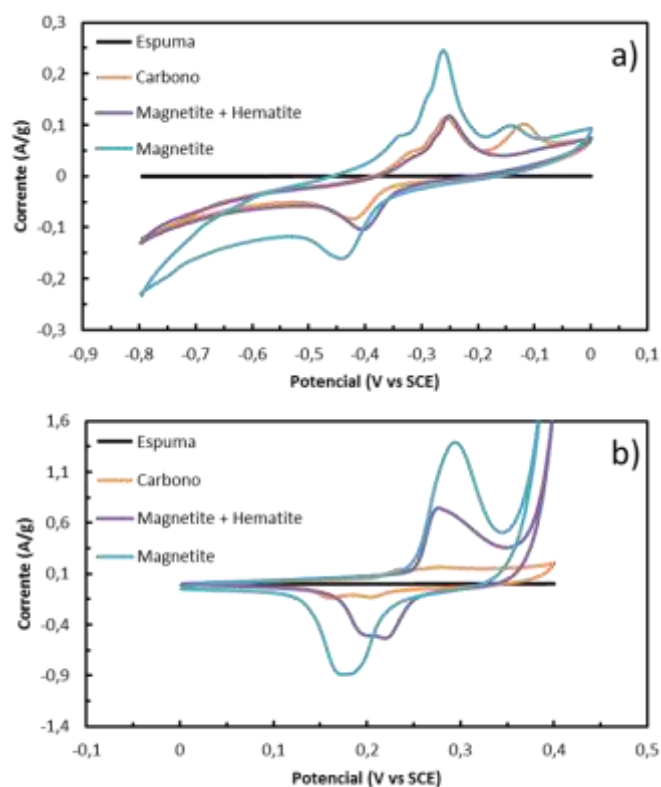 0,3
0,2
0,1
0
-0,1
-0,2
-0,3
Corrente (A/g)
Espuma
Carbono
Magnetite + Hematite
Magnetite
a)
-0,9 -0,8 -0,7 -0,6 -0,5 -0,4 -0,3 -0,2 -0,1 0 0,1
Potencial (V vs SCE)
1,6
1,1
0,6
0,1
-0,4
-0,9
-1,4
Corrente (A/g)
Espuma
Carbono
Magnetite + Hematite
Magnetite
b)
-0,1 0 0,1 0,2 0,3 0,4 0,5
Potencial (V vs SCE)